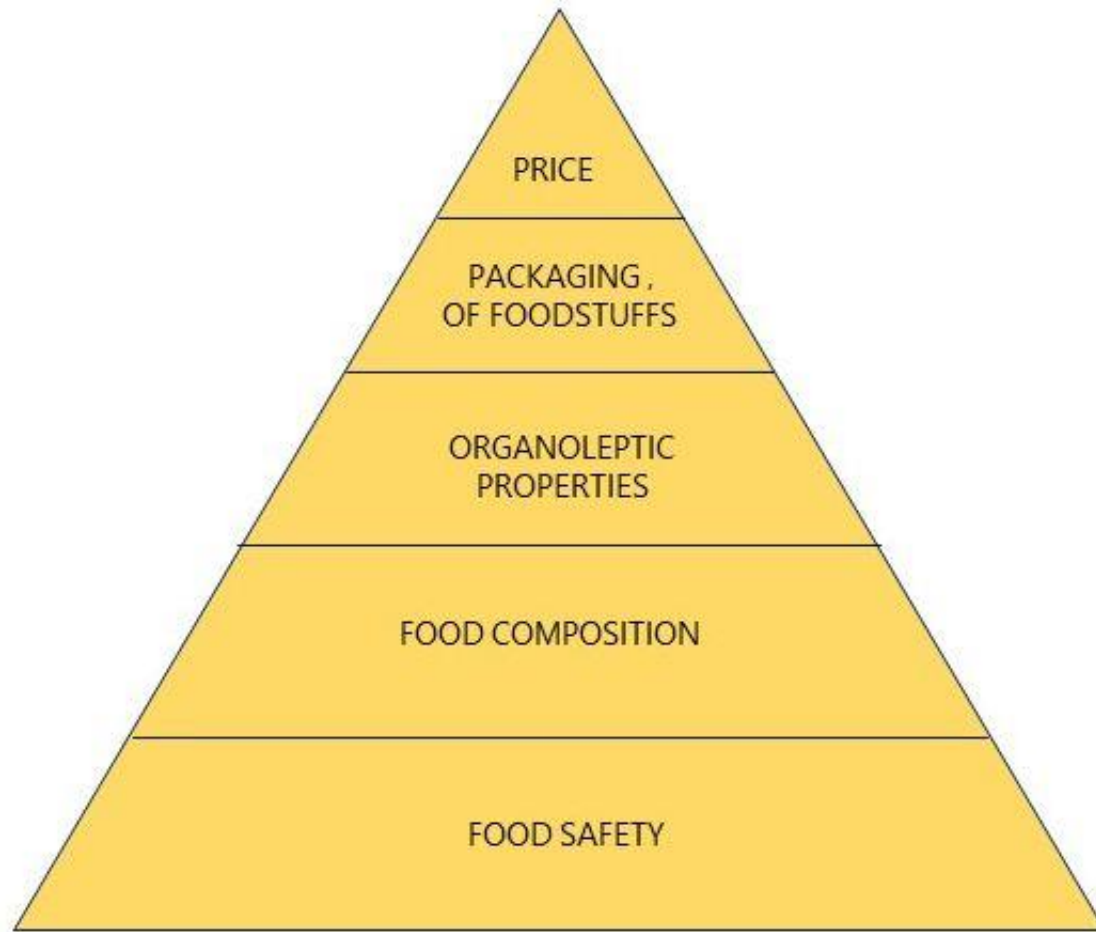 PRICE
PACKAGING ,
OF FOODSTUFFS
ORGANOLEPTIC
PROPERTIES
FOOD COMPOSITION
FOOD SAFETY